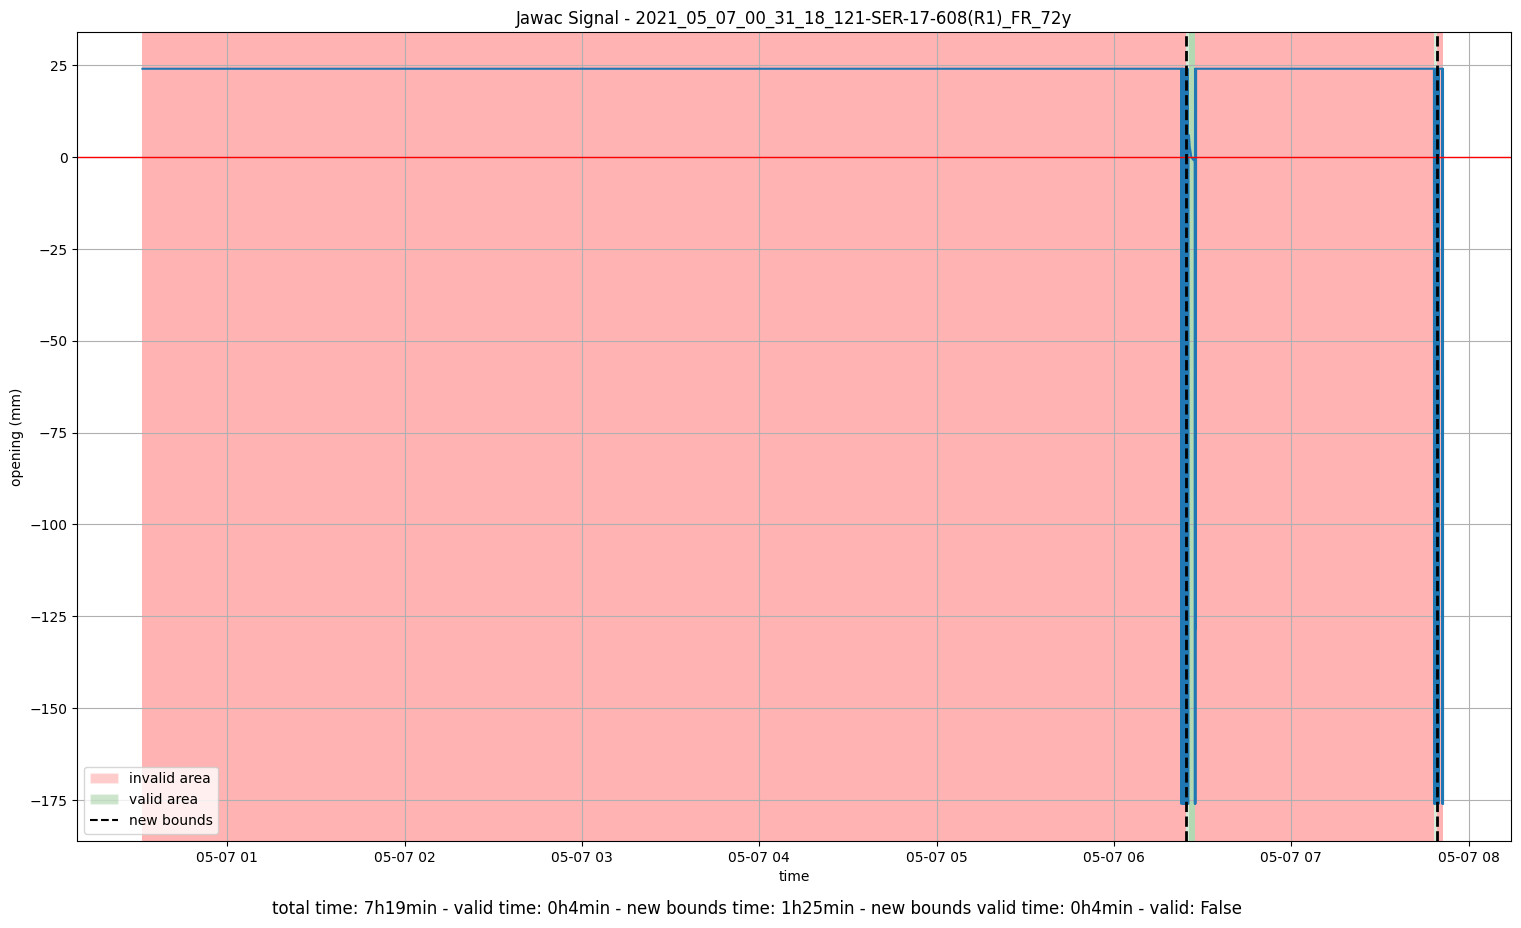 Jawac Signal - 2021_05_07_00_31_18_121-SER-17-608(R1)_FR_72y
25
0
−25
−50
−75
−100
−125
−150
−175
opening (mm)
invalid area
valid area
new bounds
05-07 01
05-07 02
05-07 03
05-07 04
05-07 05
05-07 06
05-07 07
05-07 08
time
total time: 7h19min - valid time: 0h4min - new bounds time: 1h25min - new bounds valid time: 0h4min - valid: False